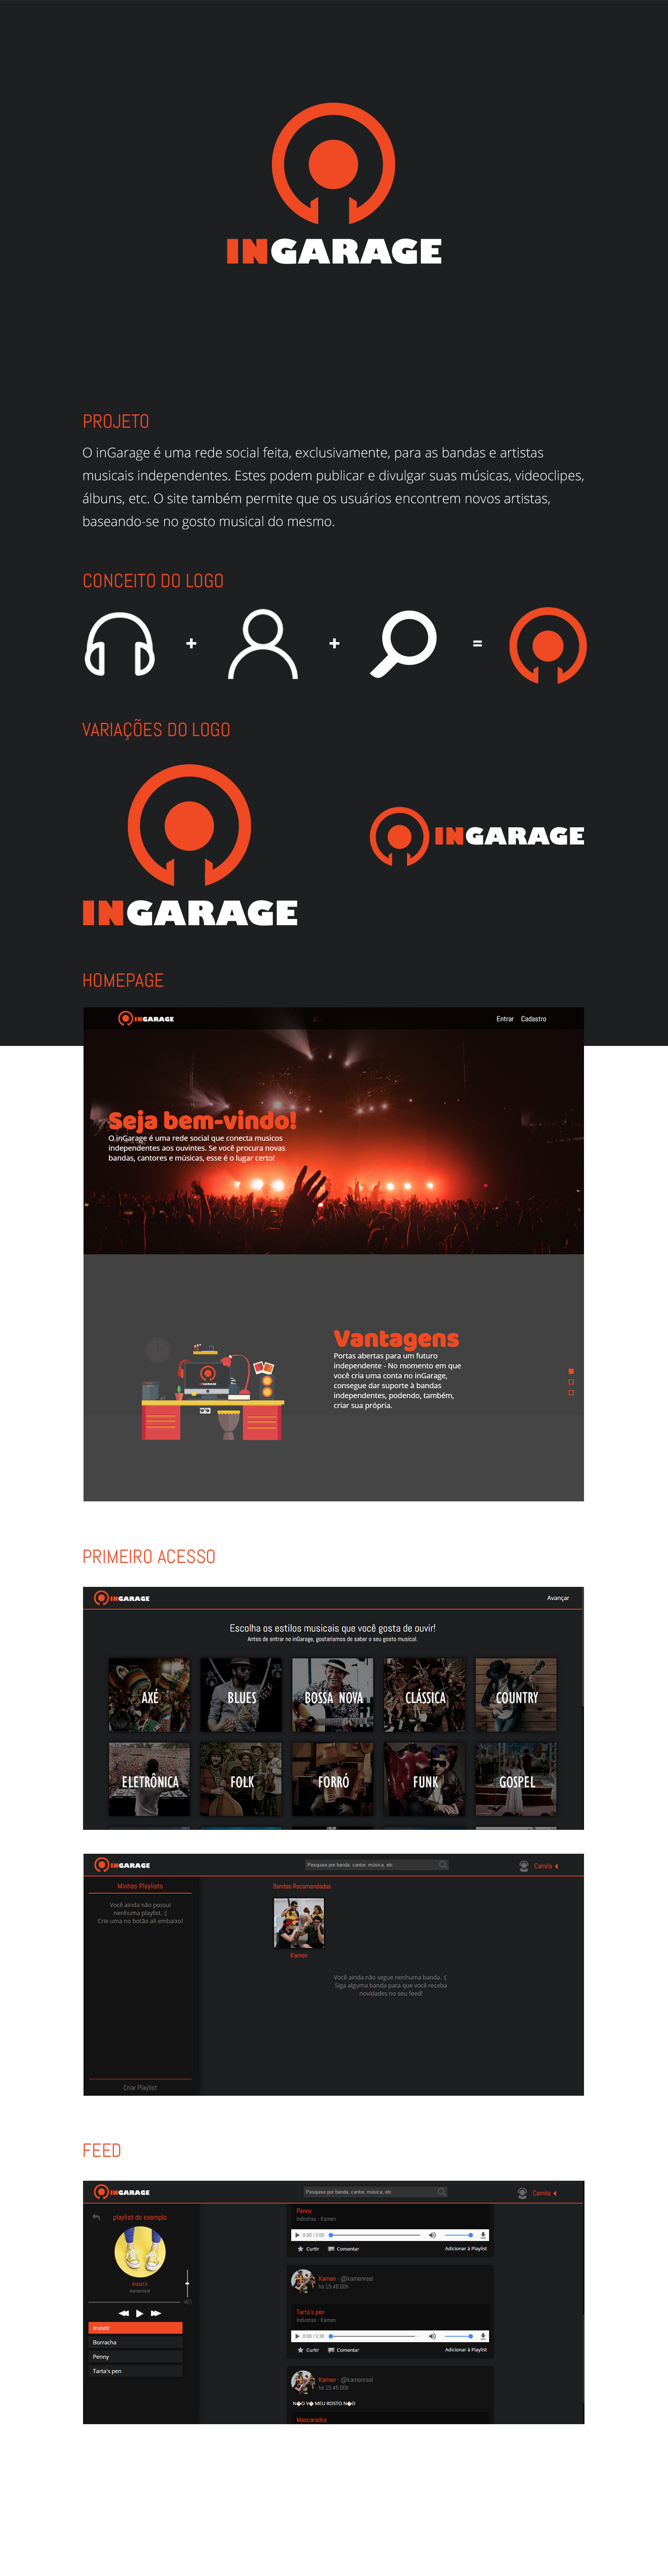 INGARAGE
PROJETO
O inGarage é uma rede social feita, exclusivamente, para as bandas e artistas
musicais independentes. Estes podem publicar e divulgar suas músicas, videoclipes,
álbuns, etc. O site também permite que os usuários encontrem novos artistas,
baseando-se no gosto musical do mesmo.
CONCEITO DO LOGO
+ + =
VARIAÇÕES DO LOGO
INGARAGE
INGARAGE
HOMEPAGE
INGARAGE
Entrar Cadastro
Seja bem-vindo!
O inGarage é uma rede social que conecta musicos
independentes aos ouvintes. Se você procura novas
bandas, cantores e músicas, esse é o lugar certo!
INGARAGE
Vantagens
Portas abertas para um futuro
independente - No momento em que
você cria uma conta no inGarage,
consegue dar suporte à bandas
independentes, podendo, também,
criar sua própria.
PRIMEIRO ACESSO
INGARAGE
Avançar
Escolha os estilos musicais que você gosta de ouvir!
Antes de entrar no inGarage, gostaríamos de saber o seu gosto musical.
AXÉ
BLUES
BOSSA NOVA
CLÁSSICA
COUNTRY
ELETRÔNICA
FOLK
FORRÓ
FUNK
GOSPEL
INGARAGE
Pesquise por banda, cantor, música, etc
Camila
Minhas Playlists
Você ainda não possui
nenhuma playlist. :(
Crie uma no botão ali embaixo!
Criar Playlist
Bandas Recomendadas
Kamen
Você ainda não segue nenhuma banda. :(
Siga alguma banda para que você receba
novidades no seu feed!
FEED
INGARAGE
Pesquise por banda, cantor, música, etc
Camila
playlist do exemplo
Insistir
kamenreal
Insistir
Borracha
Penny
Tarta's pen
Penny
Indiretas - Kamen
0:00 / 3:00
Curtir Comentar Adicionar à Playlist
Kamen - @kamenreal
há 15:46:00h
Tarta's pen
Indiretas - Kamen
0:00 / 5:30
Curtir Comentar Adicionar à Playlist
Kamen - @kamenreal
há 15:45:00h
N�O V� MEU ROSTO N�O
Mascarados